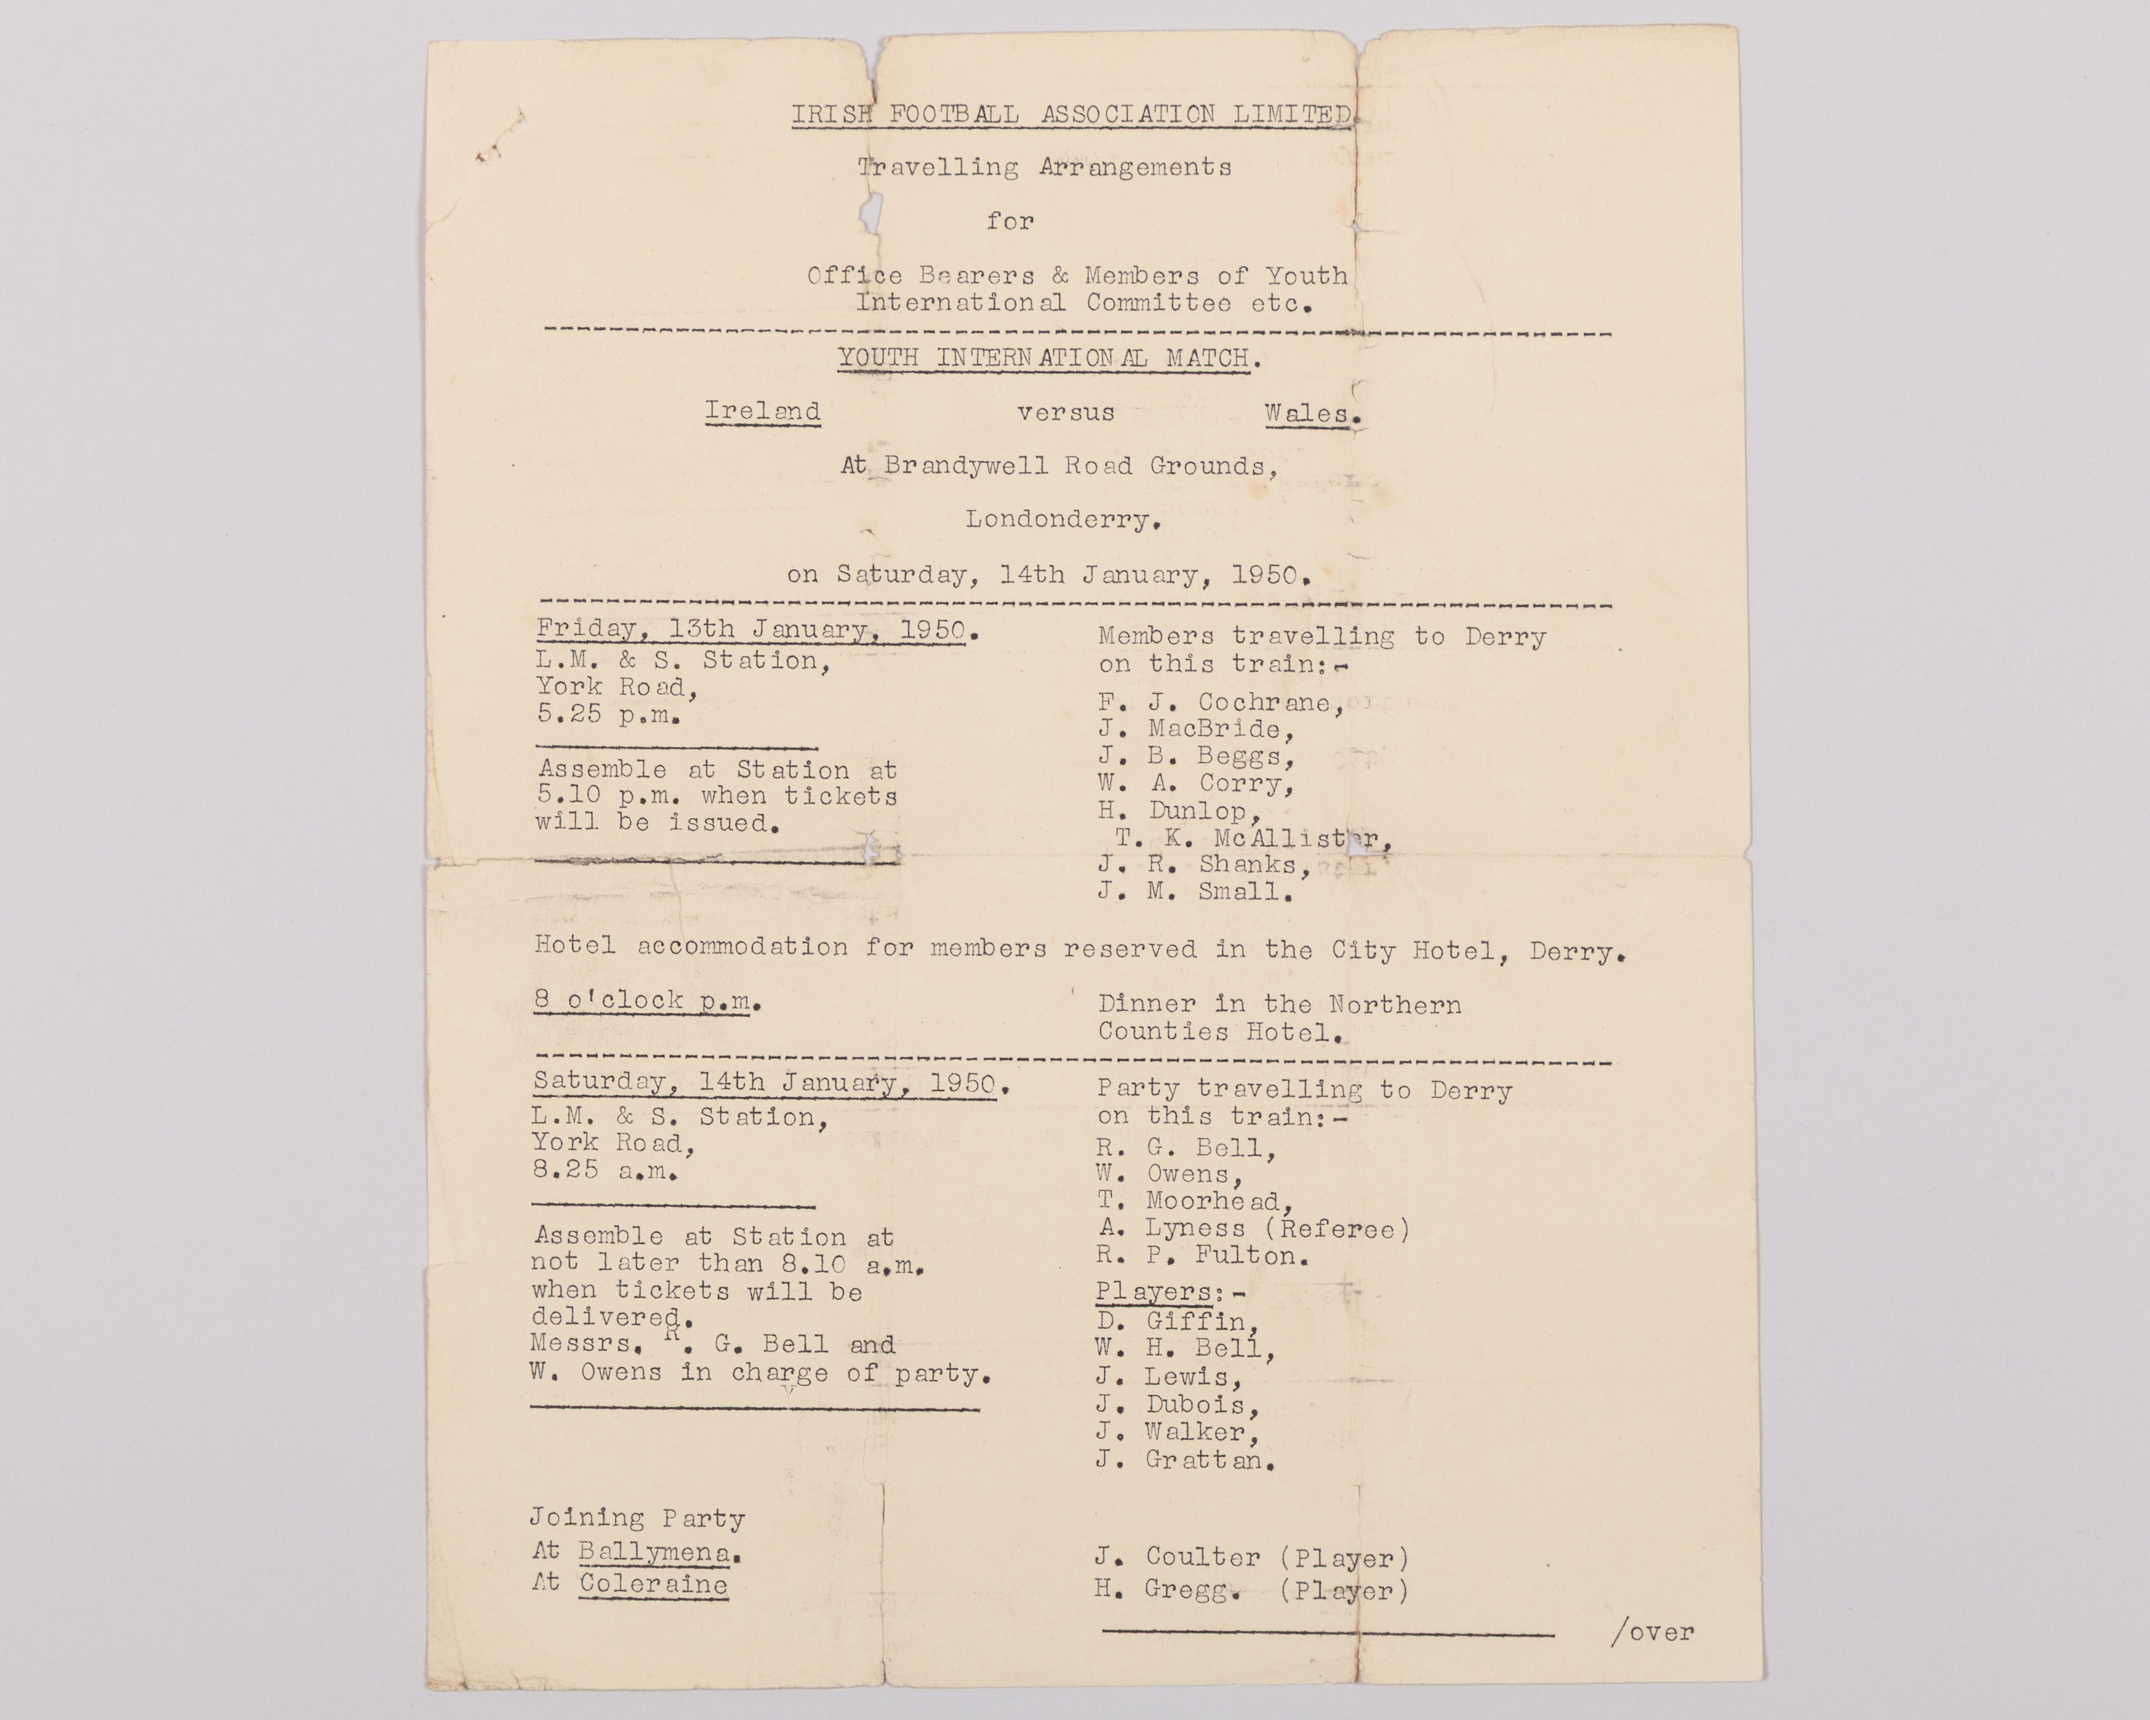 IRISH FOOTBALL ASSOCIATION LIMITED
Travelling Arrangements
for
Office Bearers & Members of Youth
International Committee etc.
YOUTH INTERNATIONAL MATCH.
Ireland versus Wales.
At Brandywell Road Grounds,
Londonderry.
on Saturday, 14th January, 1950.
Friday, 13th January, 1950.
L.M. & S. Station,
York Road,
5.25 p.m.
Assemble at Station at
5.10 p.m. when tickets
will be issued.
Members travelling to Derry
on this train:-
F. J. Cochrane,
J. MacBride,
J. B. Beggs,
W. A. Corry,
H. Dunlop,
T. K. McAllister,
J. R. Shanks,
J. M. Small.
Hotel accommodation for members reserved in the City Hotel, Derry.
8 o'clock p.m.
Dinner in the Northern
Counties Hotel.
Saturday, 14th January, 1950.
L.M. & S. Station,
York Road,
8.25 a.m.
Assemble at Station at
not later than 8.10 a.m.
when tickets will be
delivered.
Messrs. R. G. Bell and
W. Owens in charge of party.
Party travelling to Derry
on this train:-
R. G. Bell,
W. Owens,
T. Moorhead,
A. Lyness (Referee)
R. P. Fulton.
Players:-
D. Giffin,
W. H. Bell,
J. Lewis,
J. Dubois,
J. Walker,
J. Grattan.
Joining Party
At Ballymena. J. Coulter (Player)
At Coleraine H. Gregg. (Player)
/over